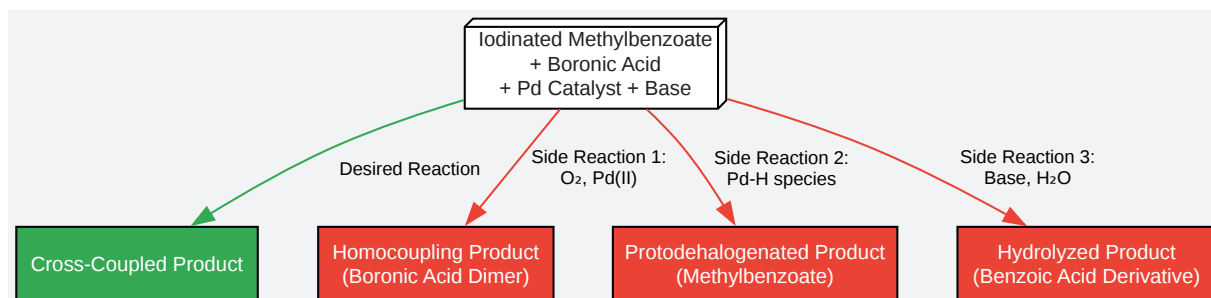 Iodinated Methylbenzoate
+ Boronic Acid
+ Pd Catalyst + Base
Desired Reaction
Side Reaction 1:
O₂, Pd(II)
Side Reaction 2:
Pd-H species
Side Reaction 3:
Base, H₂O
Cross-Coupled Product
Homocoupling Product
(Boronic Acid Dimer)
Protodehalogenated Product
(Methylbenzoate)
Hydrolyzed Product
(Benzoic Acid Derivative)